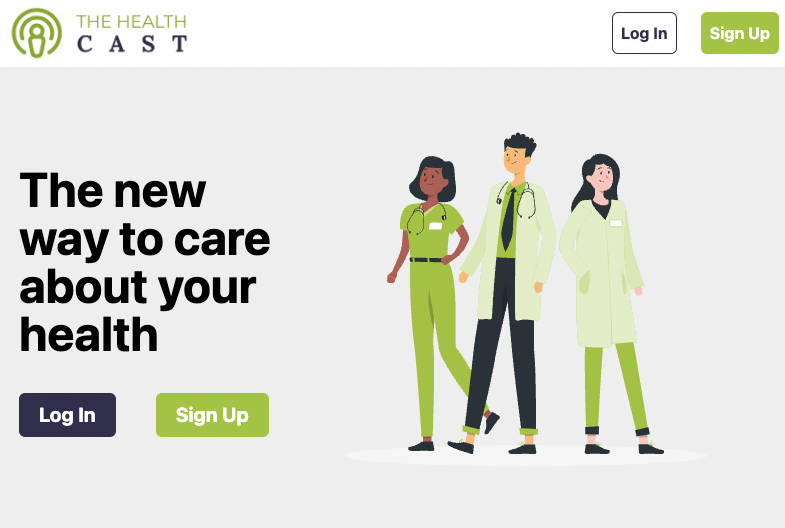 THE HEALTH
CAST
Log In
Sign Up
The new
way to care
about your
health
Log In
Sign Up